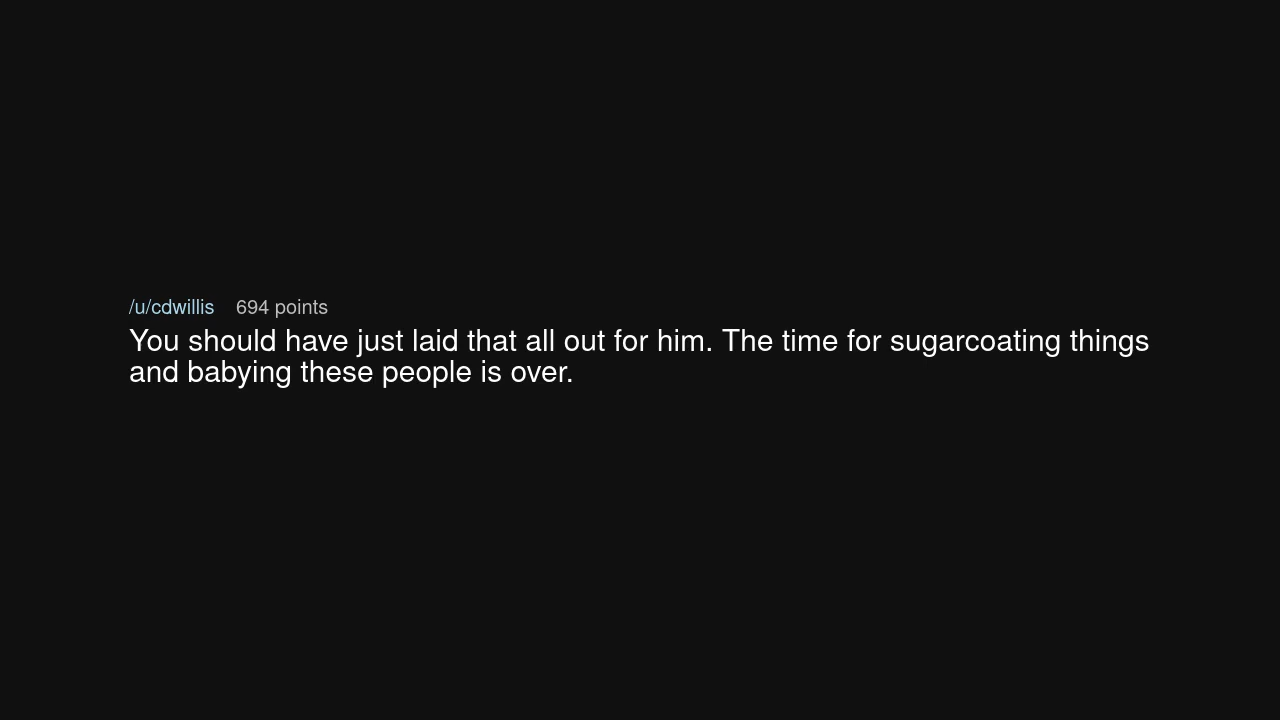 /u/cdwillis 694 points
You should have just laid that all out for him. The time for sugarcoating things
and babying these people is over.